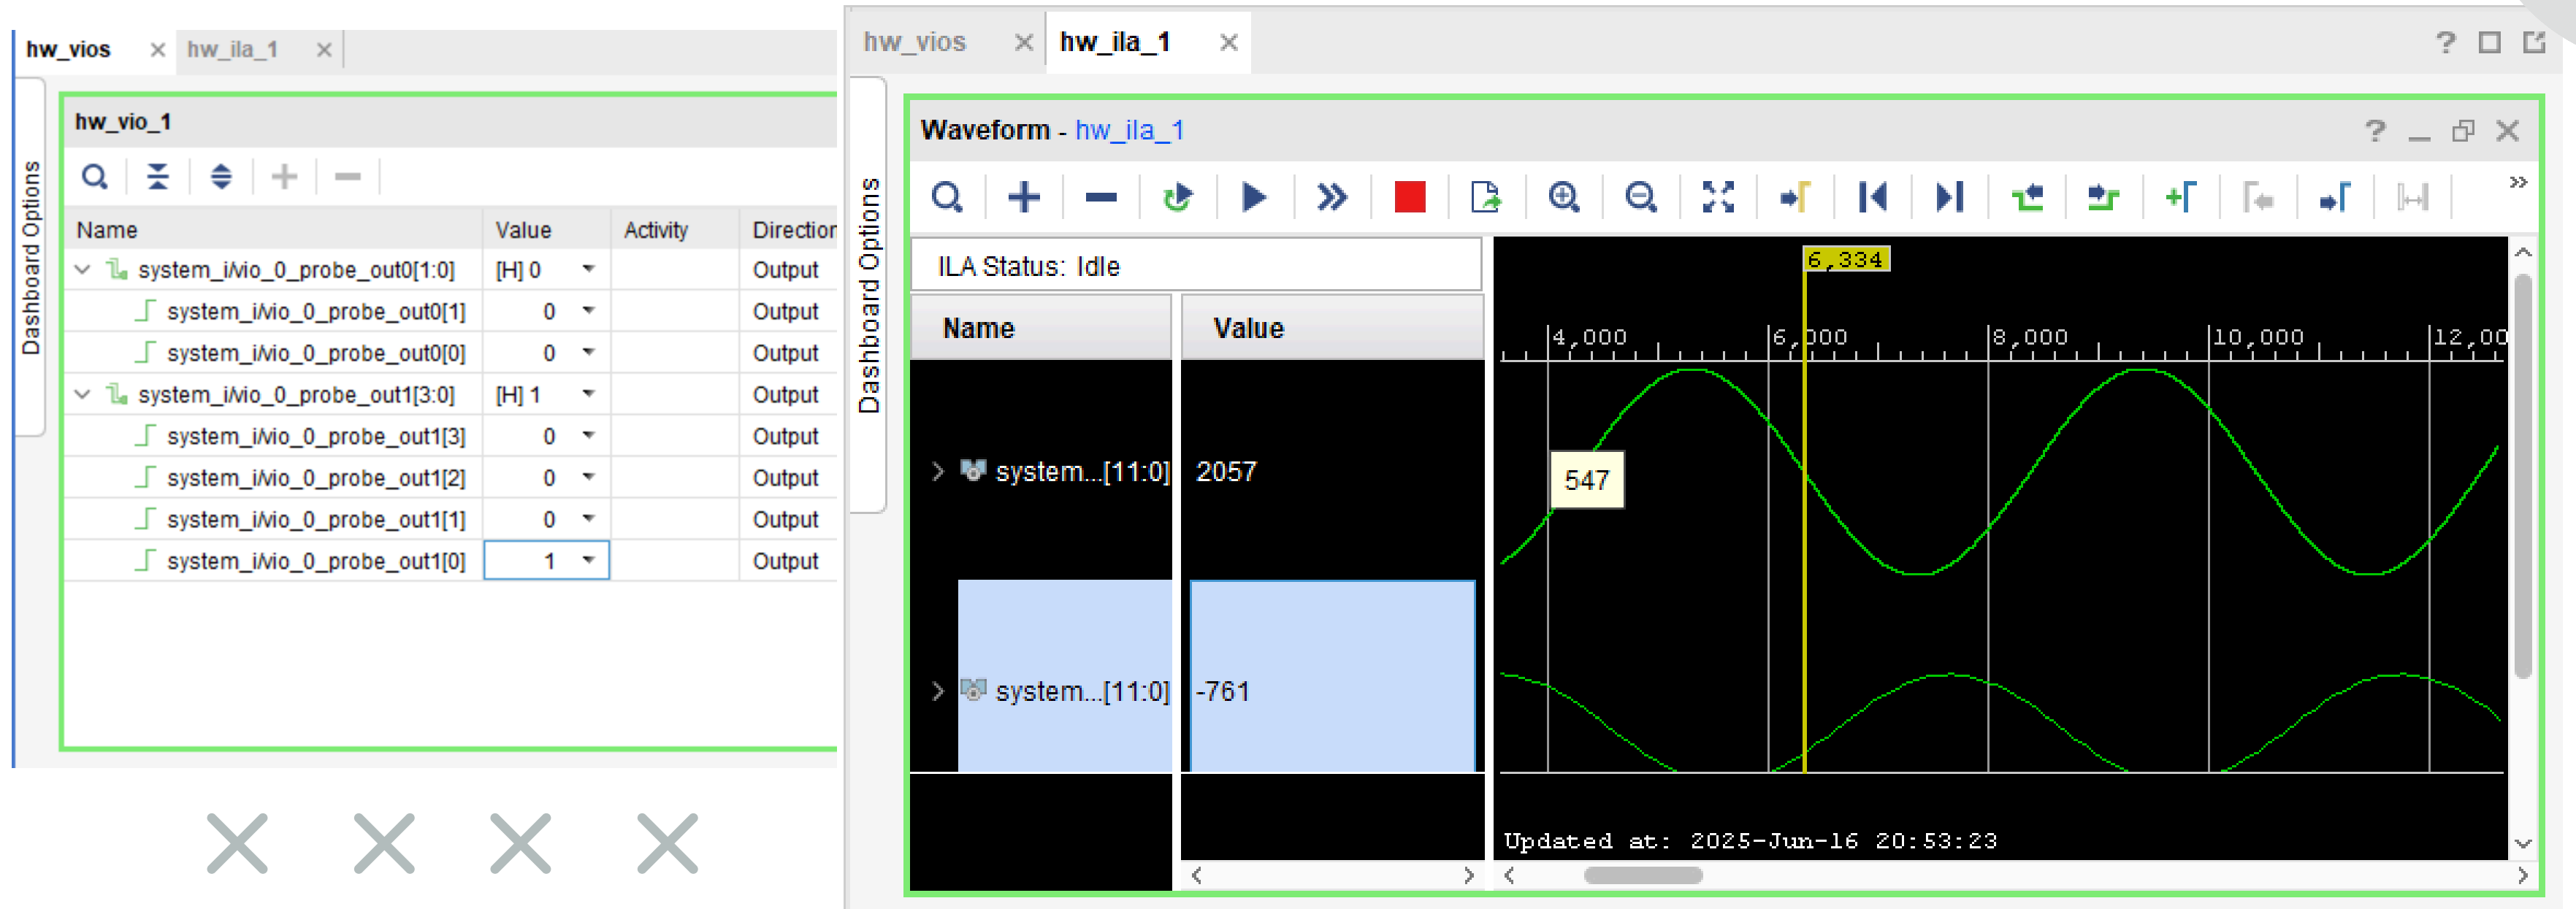 hw_vios hw_ila_1
Dashboard Options
hw_vio_1
Name Value Activity Direction
system_i/vio_0_probe_out0[1:0] [H] 0 Output
system_i/vio_0_probe_out0[1] 0 Output
system_i/vio_0_probe_out0[0] 0 Output
system_i/vio_0_probe_out1[3:0] [H] 1 Output
system_i/vio_0_probe_out1[3] 0 Output
system_i/vio_0_probe_out1[2] 0 Output
system_i/vio_0_probe_out1[1] 0 Output
system_i/vio_0_probe_out1[0] 1 Output
hw_vios hw_ila_1
Dashboard Options
Waveform - hw_ila_1
ILA Status: Idle
Name Value
system...[11:0] 2057
system...[11:0] -761
6,334
4,000 6,000 8,000 10,000 12,00
547
Updated at: 2025-Jun-16 20:53:23